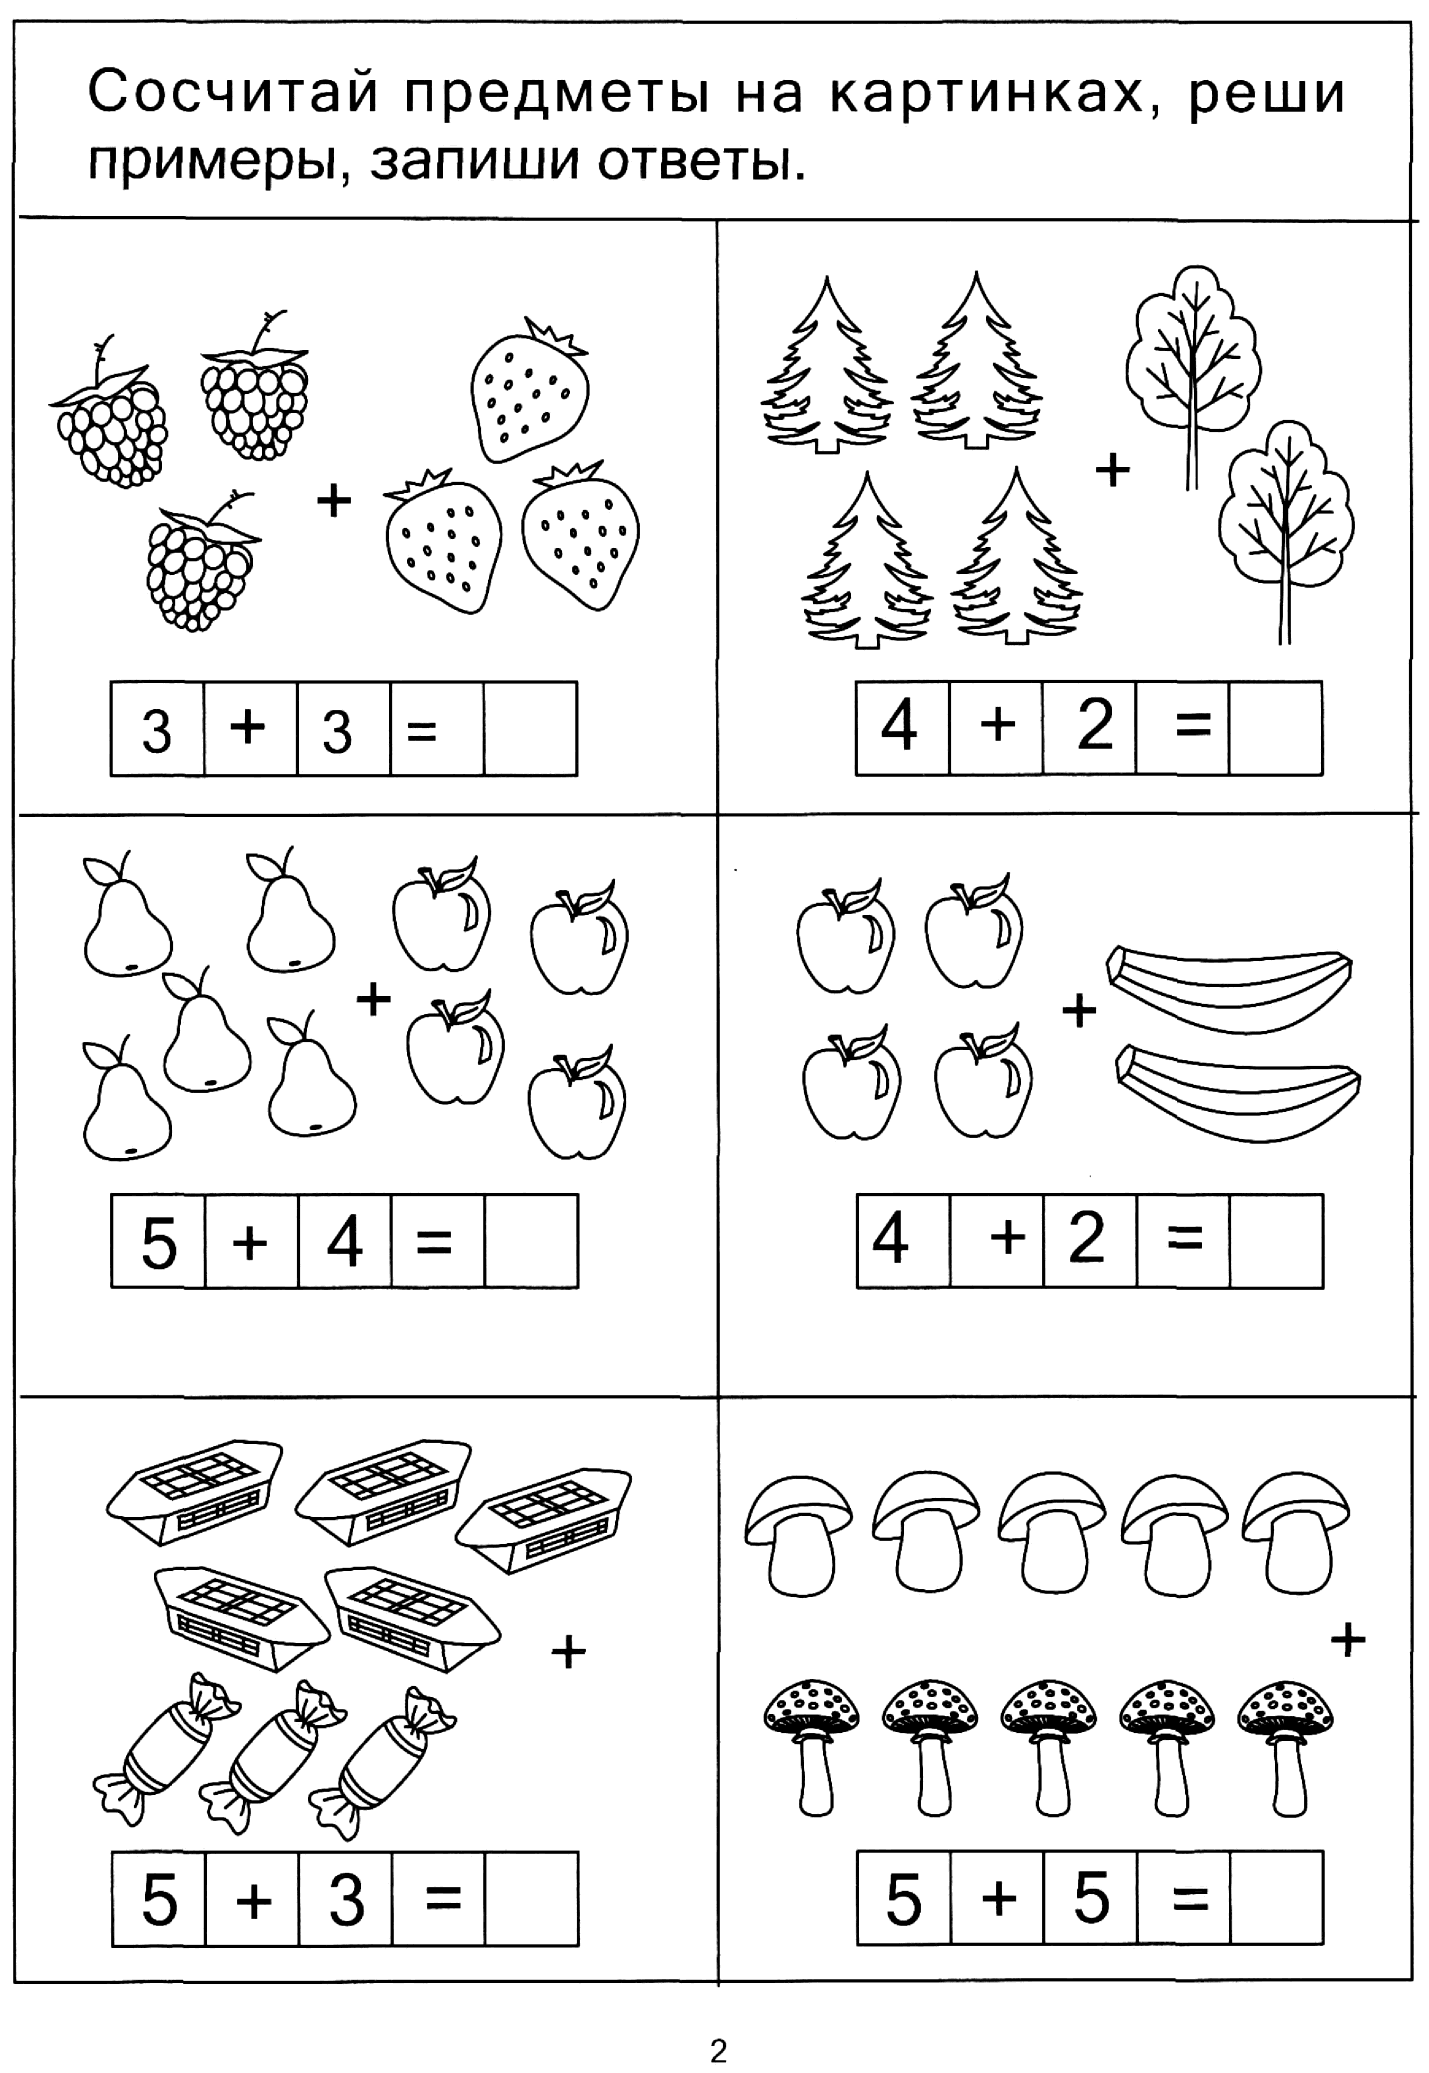 Сосчитай предметы на картинках, реши
примеры, запиши ответы.
+
+
3 + 3 =
4 + 2 =
+
+
5 + 4 =
4 + 2 =
+
+
5 + 3 =
5 + 5 =
2